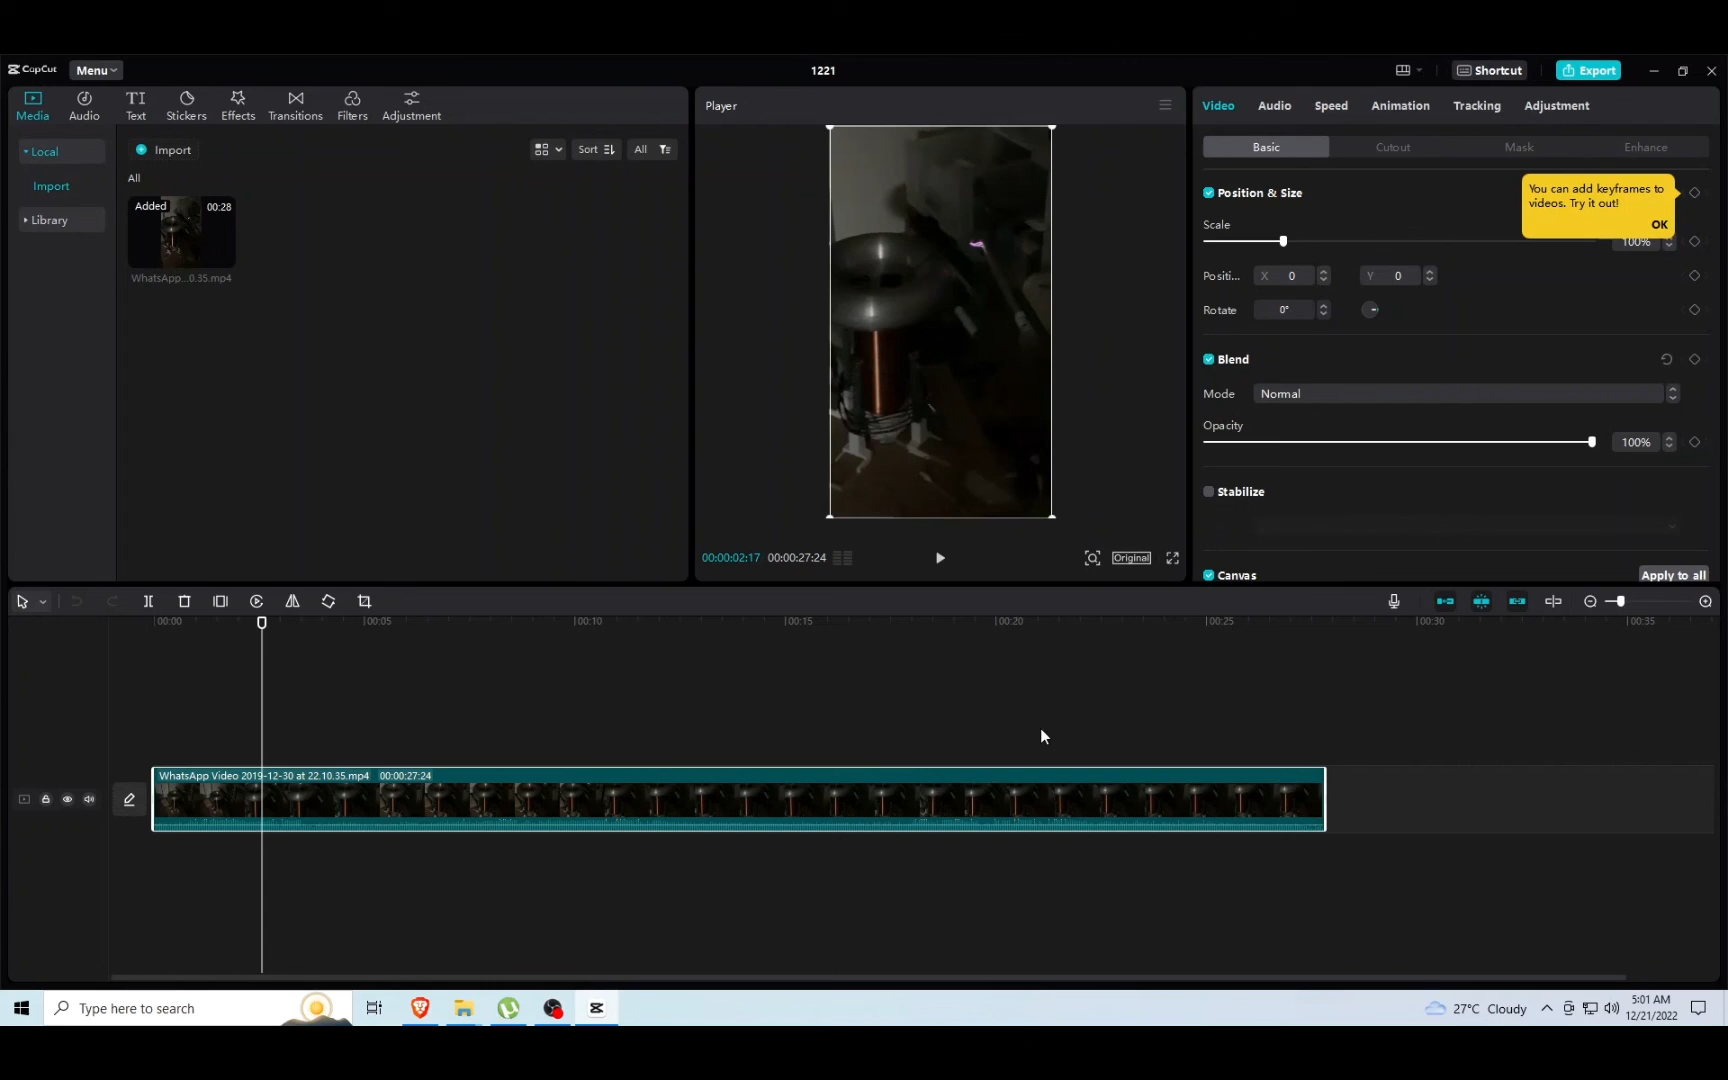 CapCut Menu 1221 Shortcut Export
Media Audio Text Stickers Effects Transitions Filters Adjustment
Local
Import
Library
Import Sort All
All
Added 00:28
WhatsApp...0.35.mp4
Player
00:00:02:17 00:00:27:24 Original
Video Audio Speed Animation Tracking Adjustment
Basic Cutout Mask Enhance
Position & Size
You can add keyframes to
videos. Try it out!
OK
Scale
100%
Positi... X 0 Y 0
Rotate 0°
Blend
Mode Normal
Opacity
100%
Stabilize
Canvas Apply to all
00:00 00:05 00:10 00:15 00:20 00:25 00:30 00:35
WhatsApp Video 2019-12-30 at 22.10.35.mp4 00:00:27:24
Type here to search
27°C Cloudy
5:01 AM
12/21/2022